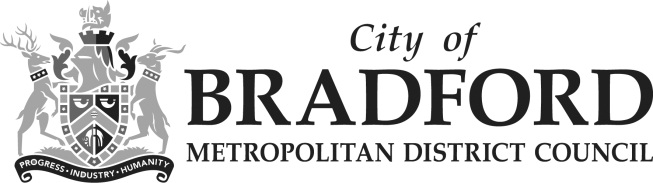 City of
BRADFORD
METROPOLITAN DISTRICT COUNCIL
PROGRESS • INDUSTRY • HUMANITY